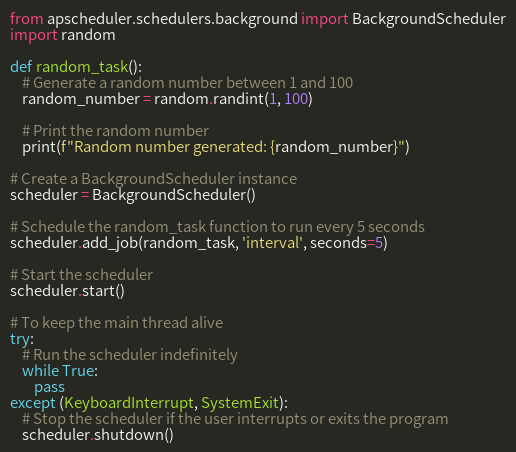 from apscheduler.schedulers.background import BackgroundScheduler
import random

def random_task():
    # Generate a random number between 1 and 100
    random_number = random.randint(1, 100)

    # Print the random number
    print(f"Random number generated: {random_number}")

# Create a BackgroundScheduler instance
scheduler = BackgroundScheduler()

# Schedule the random_task function to run every 5 seconds
scheduler.add_job(random_task, 'interval', seconds=5)

# Start the scheduler
scheduler.start()

# To keep the main thread alive
try:
    # Run the scheduler indefinitely
    while True:
        pass
except (KeyboardInterrupt, SystemExit):
    # Stop the scheduler if the user interrupts or exits the program
    scheduler.shutdown()